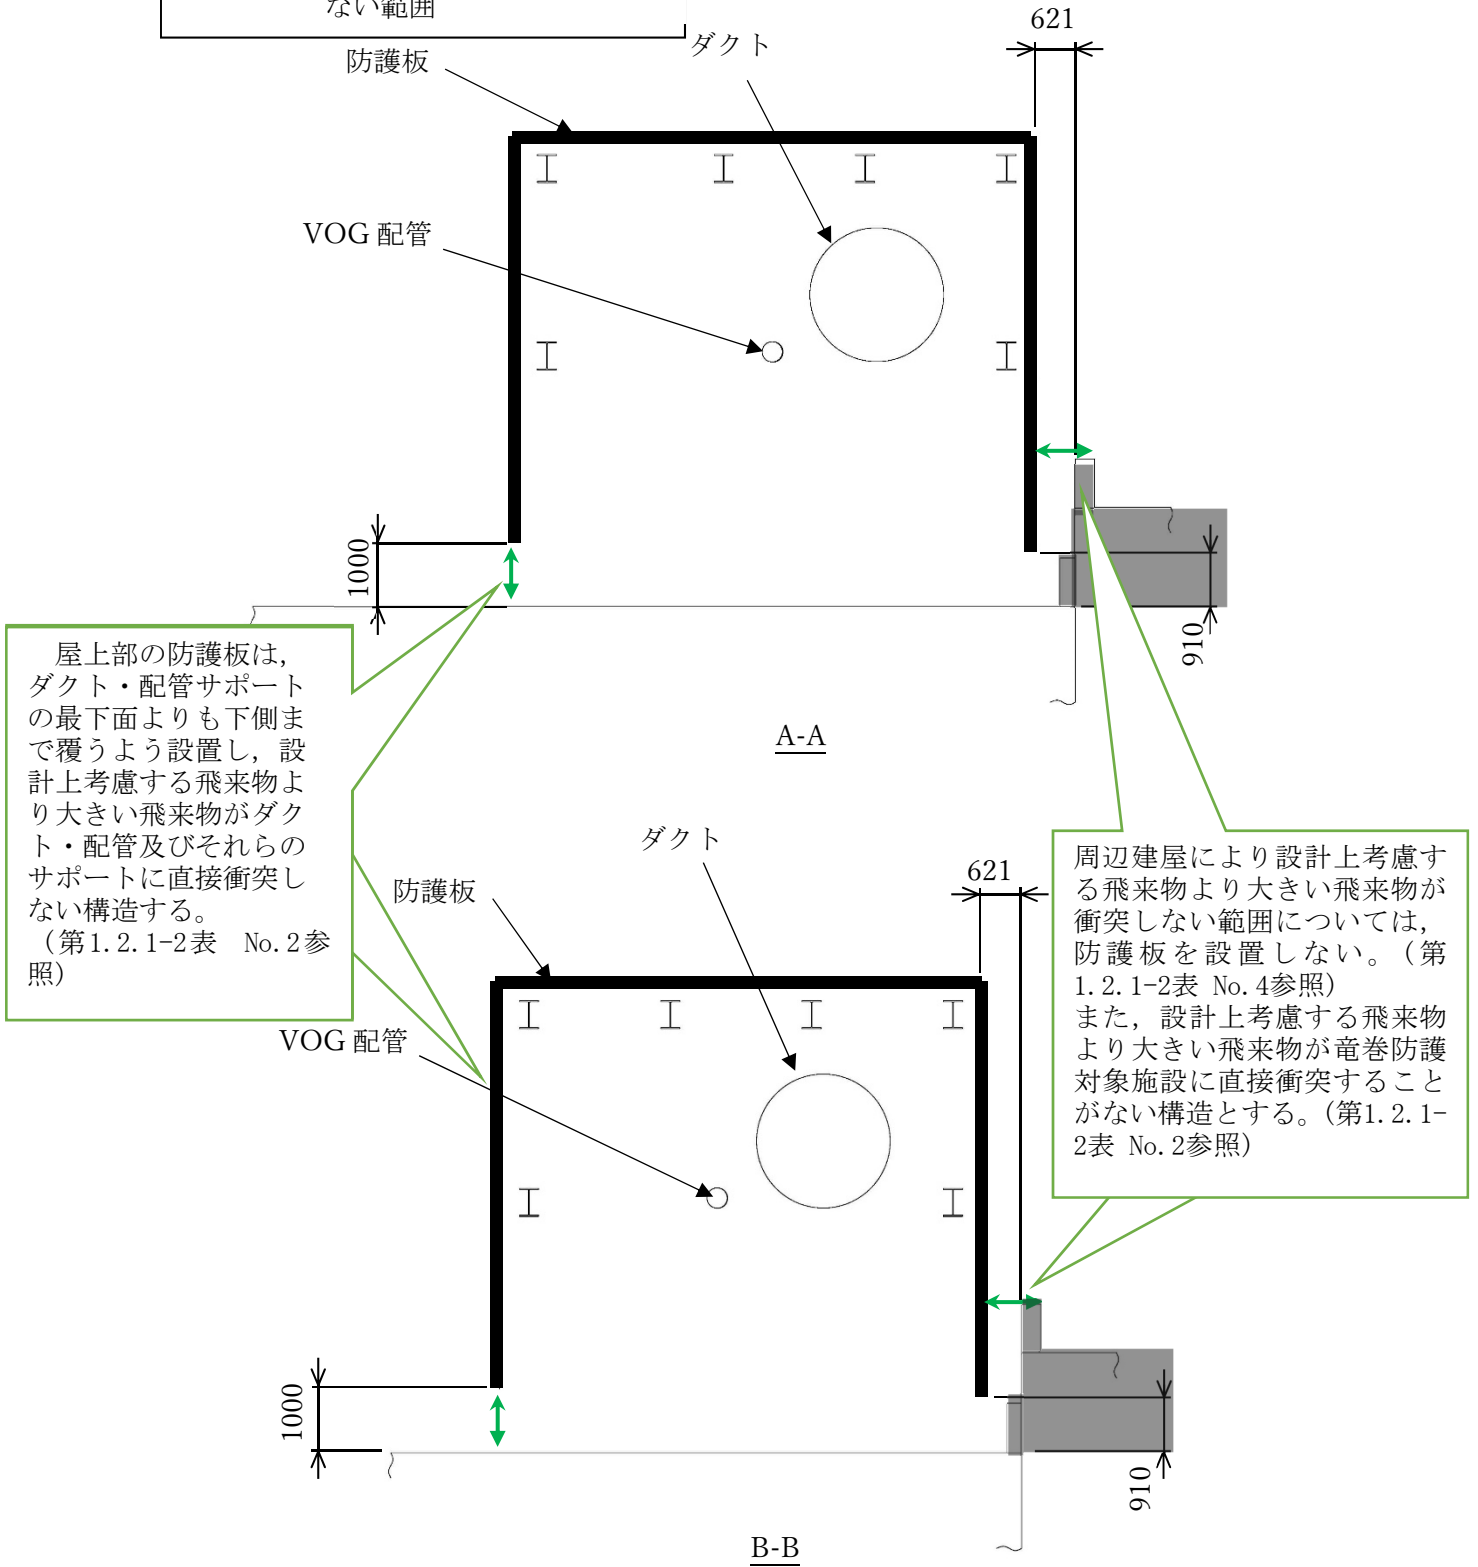 ない範囲
621
ダクト
防護板
VOG 配管
1000
910
屋上部の防護板は，
ダクト・配管サポート
の最下面よりも下側ま
で覆うよう設置し，設
計上考慮する飛来物よ
り大きい飛来物がダク
ト・配管及びそれらの
サポートに直接衝突し
ない構造する。
（第1.2.1-2表　No.2参
照）
A-A
ダクト
621
防護板
周辺建屋により設計上考慮す
る飛来物より大きい飛来物が
衝突しない範囲については，
防護板を設置しない。（第
1.2.1-2表 No.4参照）
また，設計上考慮する飛来物
より大きい飛来物が竜巻防護
対象施設に直接衝突すること
がない構造とする。（第1.2.1-
2表 No.2参照）
VOG 配管
1000
910
B-B